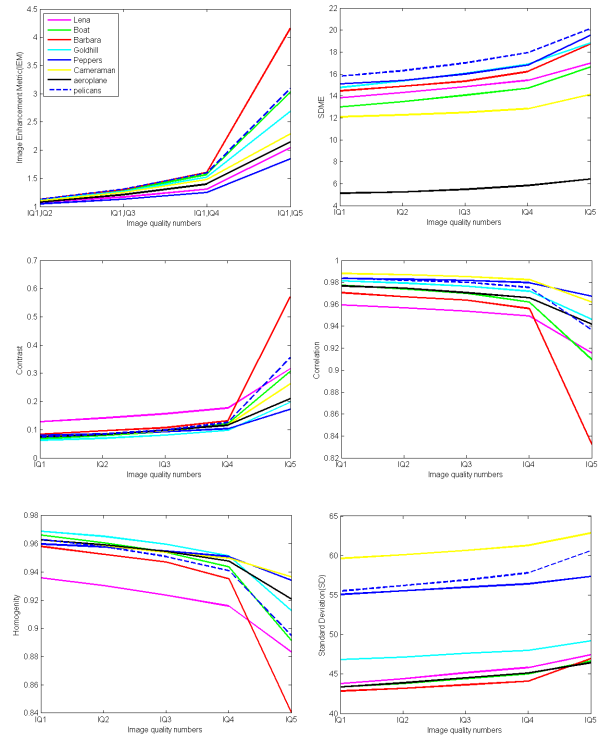 4.5
4
3.5
3
2.5
2
1.5
1
Image Enhancement Metric(IEM)
Lena
Boat
Barbara
Goldhill
Peppers
Cameraman
aeroplane
pelicans
IQ1,IQ2
IQ1,IQ3
IQ1,IQ4
IQ1,IQ5
Image quality numbers
22
20
18
16
14
12
10
8
6
4
SDME
IQ1
IQ2
IQ3
IQ4
IQ5
Image quality numbers
0.7
0.6
0.5
0.4
0.3
0.2
0.1
0
Contrast
IQ1
IQ2
IQ3
IQ4
IQ5
Image quality numbers
1
0.98
0.96
0.94
0.92
0.9
0.88
0.86
0.84
0.82
Correlation
IQ1
IQ2
IQ3
IQ4
IQ5
Image quality numbers
0.98
0.96
0.94
0.92
0.9
0.88
0.86
0.84
Homogenity
IQ1
IQ2
IQ3
IQ4
IQ5
Image quality numbers
65
60
55
50
45
40
Standard Deviation(SD)
IQ1
IQ2
IQ3
IQ4
IQ5
Image quality numbers